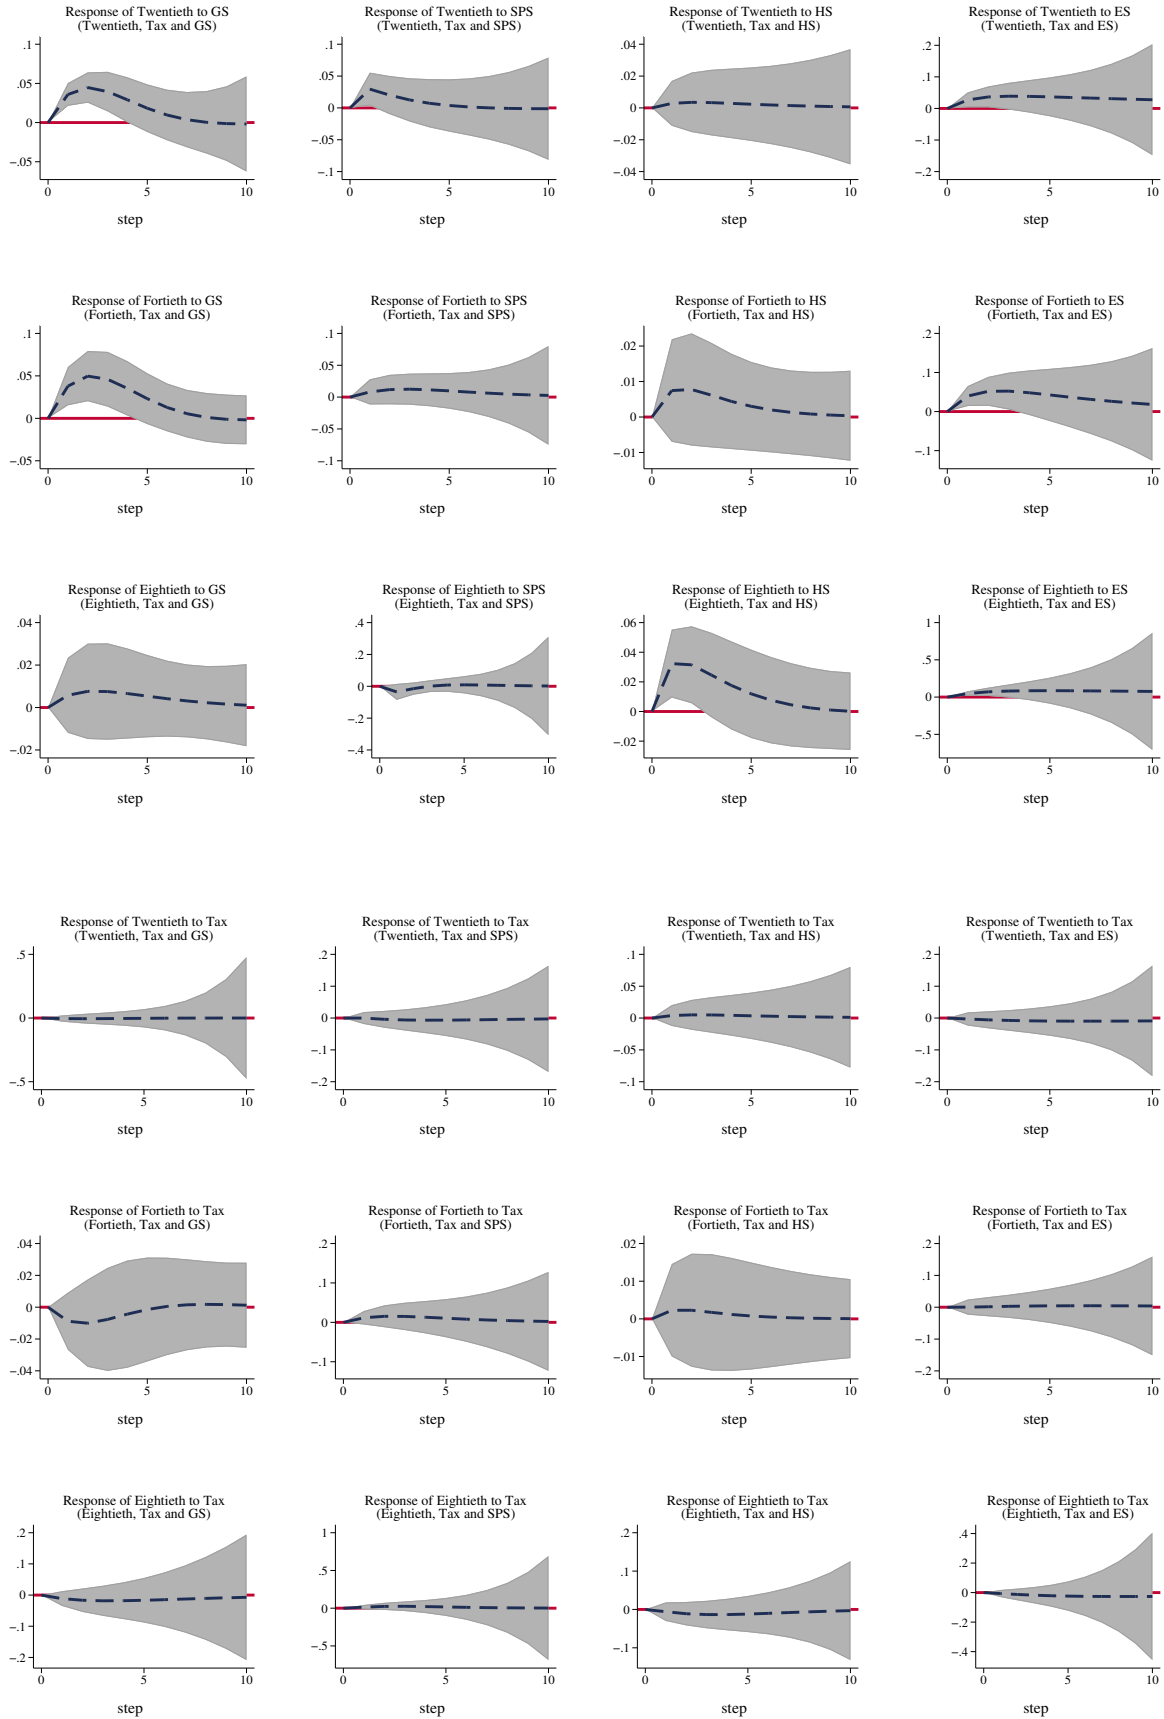 Response of Twentieth to GS
(Twentieth, Tax and GS)
.1
.05
0
−.05
0 5 10
step
Response of Twentieth to SPS
(Twentieth, Tax and SPS)
.1
.05
0
−.05
−.1
0 5 10
step
Response of Twentieth to HS
(Twentieth, Tax and HS)
.04
.02
0
−.02
−.04
0 5 10
step
Response of Twentieth to ES
(Twentieth, Tax and ES)
.2
.1
0
−.1
−.2
0 5 10
step
Response of Fortieth to GS
(Fortieth, Tax and GS)
.1
.05
0
−.05
0 5 10
step
Response of Fortieth to SPS
(Fortieth, Tax and SPS)
.1
.05
0
−.05
−.1
0 5 10
step
Response of Fortieth to HS
(Fortieth, Tax and HS)
.02
.01
0
−.01
0 5 10
step
Response of Fortieth to ES
(Fortieth, Tax and ES)
.2
.1
0
−.1
0 5 10
step
Response of Eightieth to GS
(Eightieth, Tax and GS)
.04
.02
0
−.02
0 5 10
step
Response of Eightieth to SPS
(Eightieth, Tax and SPS)
.4
.2
0
−.2
−.4
0 5 10
step
Response of Eightieth to HS
(Eightieth, Tax and HS)
.06
.04
.02
0
−.02
0 5 10
step
Response of Eightieth to ES
(Eightieth, Tax and ES)
1
.5
0
−.5
0 5 10
step
Response of Twentieth to Tax
(Twentieth, Tax and GS)
.5
0
−.5
0 5 10
step
Response of Twentieth to Tax
(Twentieth, Tax and SPS)
.2
.1
0
−.1
−.2
0 5 10
step
Response of Twentieth to Tax
(Twentieth, Tax and HS)
.1
.05
0
−.05
−.1
0 5 10
step
Response of Twentieth to Tax
(Twentieth, Tax and ES)
.2
.1
0
−.1
−.2
0 5 10
step
Response of Fortieth to Tax
(Fortieth, Tax and GS)
.04
.02
0
−.02
−.04
0 5 10
step
Response of Fortieth to Tax
(Fortieth, Tax and SPS)
.2
.1
0
−.1
0 5 10
step
Response of Fortieth to Tax
(Fortieth, Tax and HS)
.02
.01
0
−.01
0 5 10
step
Response of Fortieth to Tax
(Fortieth, Tax and ES)
.2
.1
0
−.1
−.2
0 5 10
step
Response of Eightieth to Tax
(Eightieth, Tax and GS)
.2
.1
0
−.1
−.2
0 5 10
step
Response of Eightieth to Tax
(Eightieth, Tax and SPS)
1
.5
0
−.5
0 5 10
step
Response of Eightieth to Tax
(Eightieth, Tax and HS)
.2
.1
0
−.1
0 5 10
step
Response of Eightieth to Tax
(Eightieth, Tax and ES)
.4
.2
0
−.2
−.4
0 5 10
step